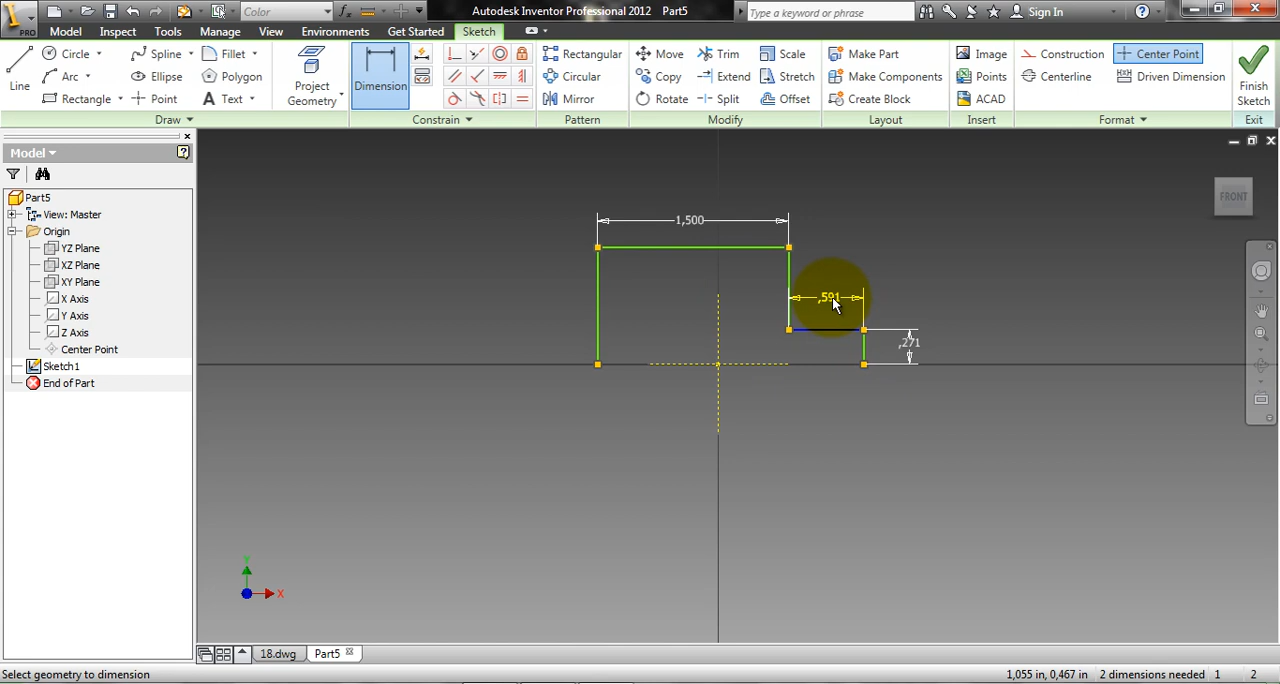 Color
Autodesk Inventor Professional 2012   Part5
Type a keyword or phrase
Sign In
PRO
Model
Inspect
Tools
Manage
View
Environments
Get Started
Sketch
Line
Circle
Arc
Rectangle
Spline
Ellipse
Point
Fillet
Polygon
Text
Draw
Project
Geometry
Dimension
Constrain
Rectangular
Circular
Mirror
Pattern
Move
Copy
Rotate
Trim
Extend
Split
Scale
Stretch
Offset
Modify
Make Part
Make Components
Create Block
Layout
Image
Points
ACAD
Insert
Construction
Centerline
Center Point
Driven Dimension
Format
Finish
Sketch
Exit
Model
Part5
View: Master
Origin
YZ Plane
XZ Plane
XY Plane
X Axis
Y Axis
Z Axis
Center Point
Sketch1
End of Part
FRONT
1,500
,591
,271
Y
X
18.dwg
Part5
Select geometry to dimension
1,055 in, 0,467 in   2 dimensions needed   1   2